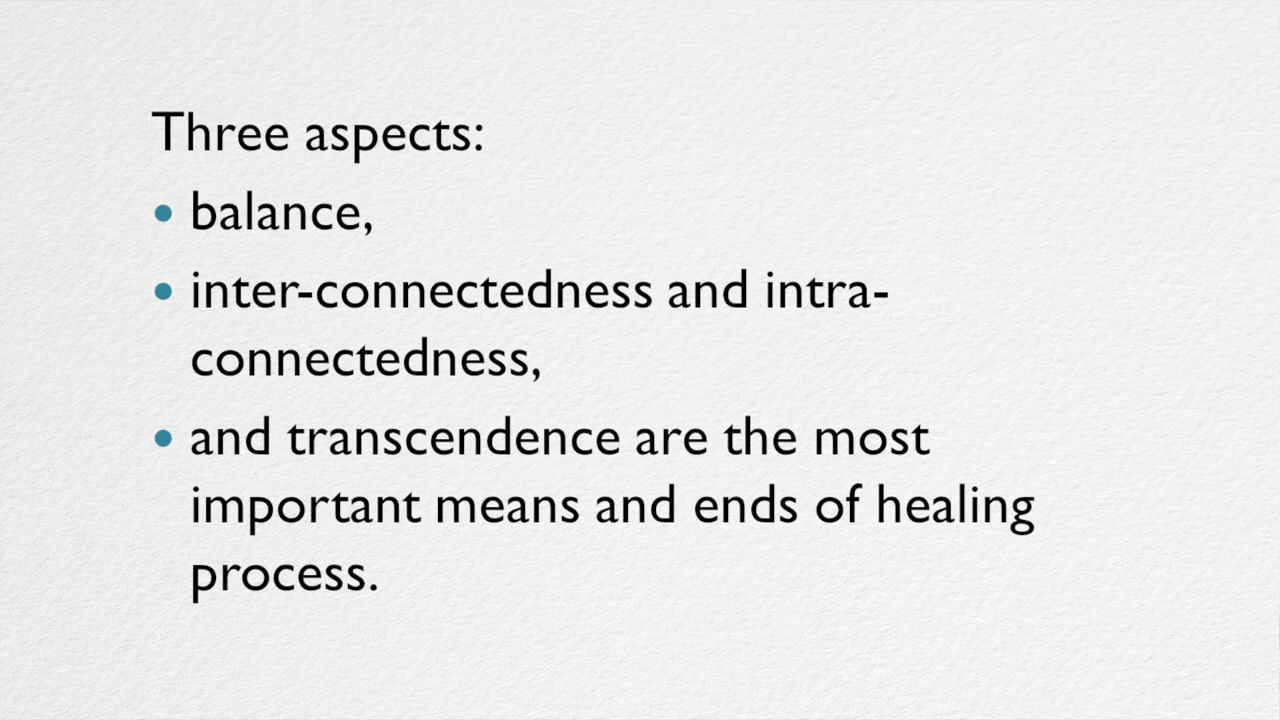 Three aspects:
• balance,
• inter-connectedness and intra-
connectedness,
• and transcendence are the most
important means and ends of healing
process.